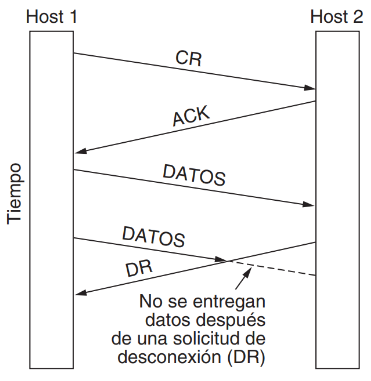 Host 1
Host 2
CR
ACK
DATOS
DATOS
DR
Tiempo
No se entregan
datos después
de una solicitud de
desconexión (DR)